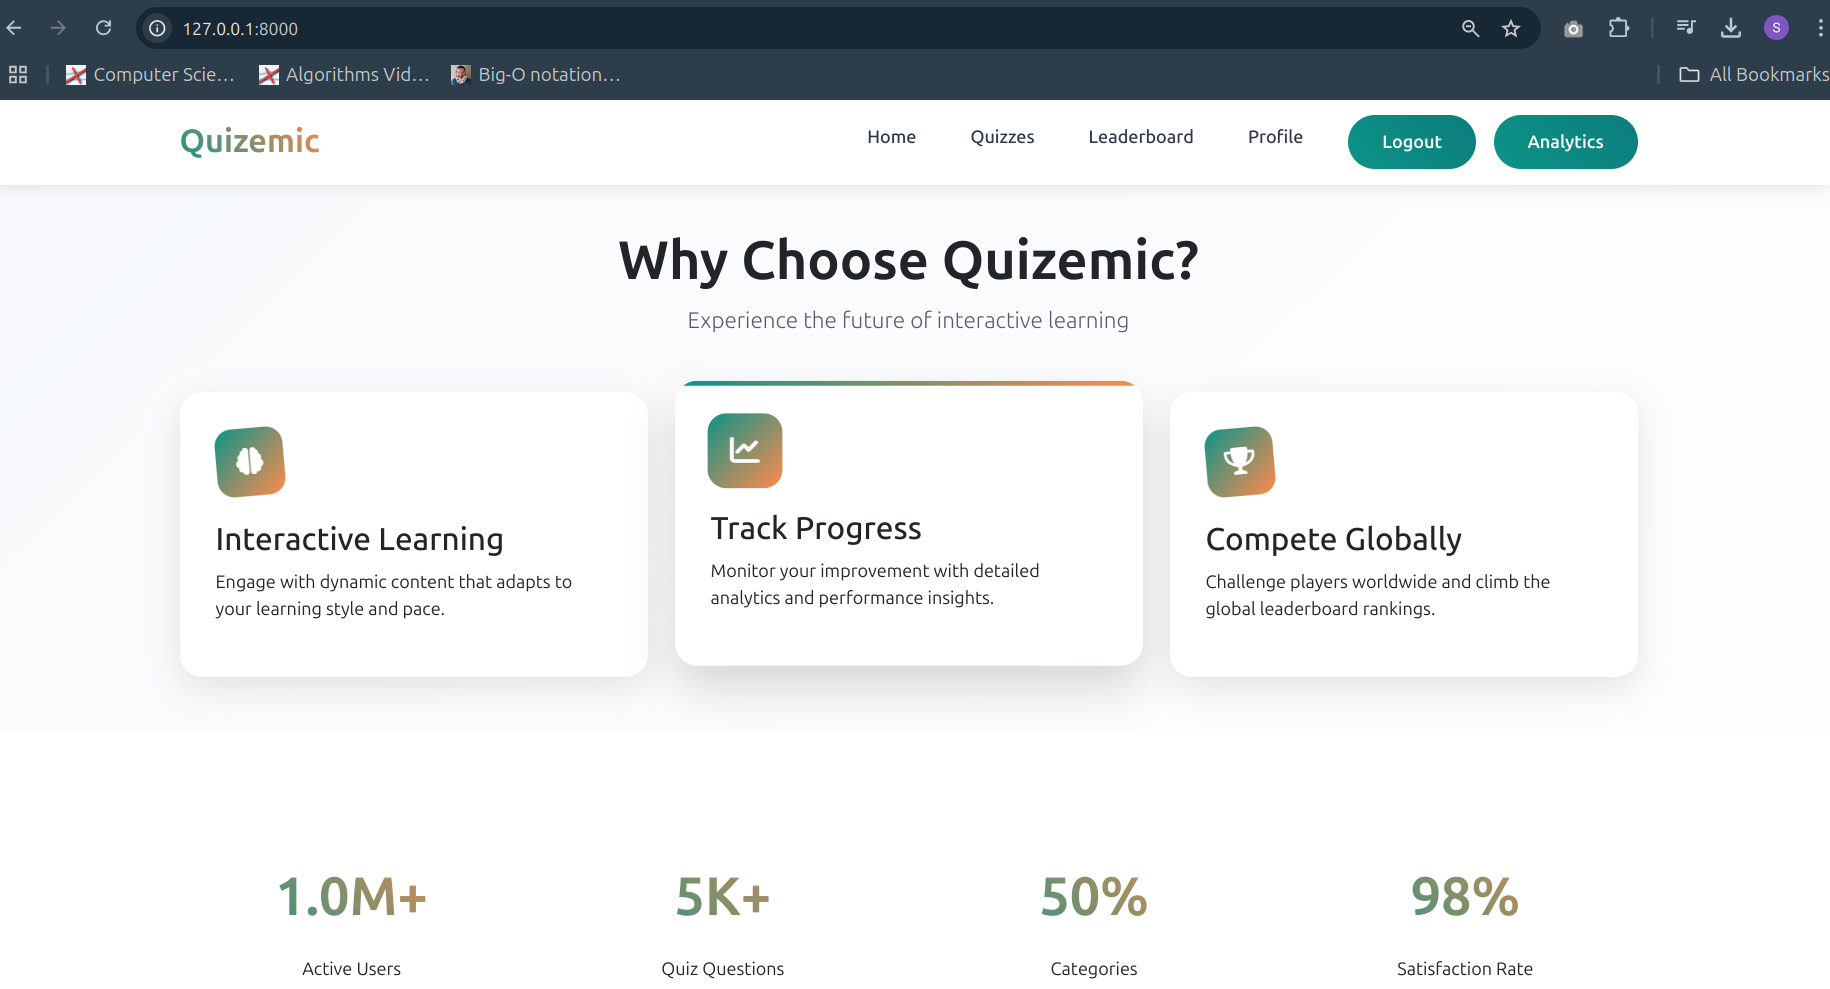 127.0.0.1:8000
Computer Scie...
Algorithms Vid...
Big-O notation...
All Bookmarks
S
Quizemic
Home
Quizzes
Leaderboard
Profile
Logout
Analytics
Why Choose Quizemic?
Experience the future of interactive learning
Interactive Learning
Engage with dynamic content that adapts to
your learning style and pace.
Track Progress
Monitor your improvement with detailed
analytics and performance insights.
Compete Globally
Challenge players worldwide and climb the
global leaderboard rankings.
1.0M+
Active Users
5K+
Quiz Questions
50%
Categories
98%
Satisfaction Rate